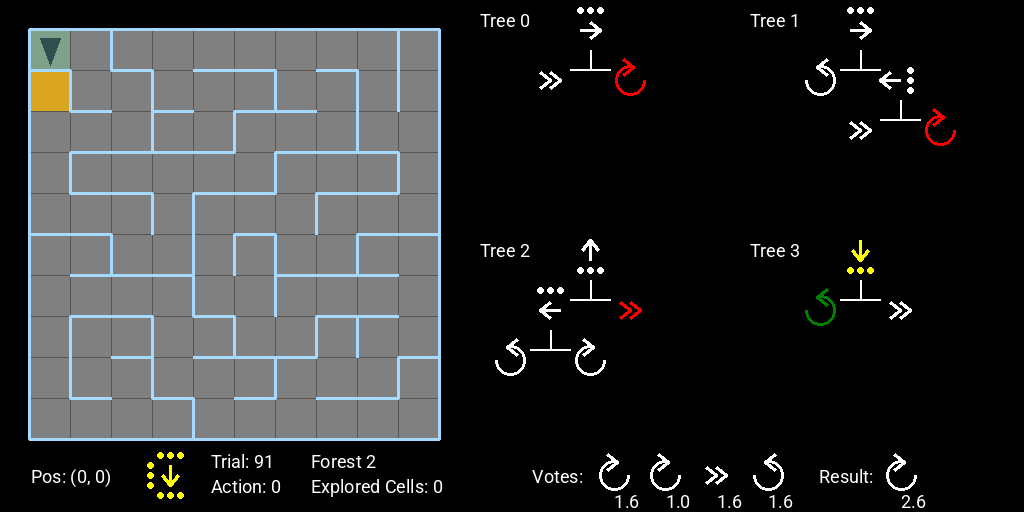 Tree 0
Tree 1
Tree 2
Tree 3
Pos: (0, 0)
Trial: 91
Forest 2
Action: 0
Explored Cells: 0
Votes:
1.6
1.0
1.6
1.6
Result:
2.6